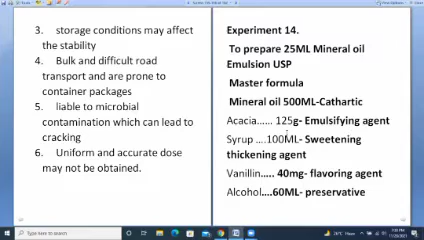 3. storage conditions may affect
the stability
4. Bulk and difficult road
transport and are prone to
container packages
5. liable to microbial
contamination which can lead to
cracking
6. Uniform and accurate dose
may not be obtained.
Experiment 14.
To prepare 25ML Mineral oil
Emulsion USP
Master formula
Mineral oil 500ML-Cathartic
Acacia...... 125g- Emulsifying agent
Syrup ....100ML- Sweetening
thickening agent
Vanillin..... 40mg- flavoring agent
Alcohol....60ML- preservative
Type here to search